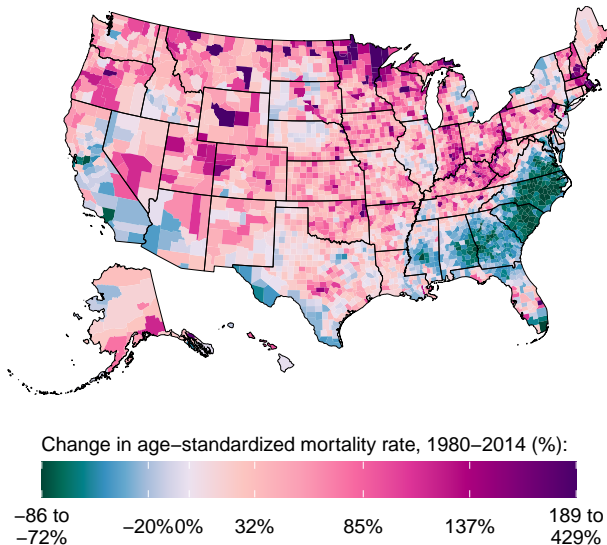 Change in age−standardized mortality rate, 1980−2014 (%):
−86 to −72%
−20%
0%
32%
85%
137%
189 to 429%